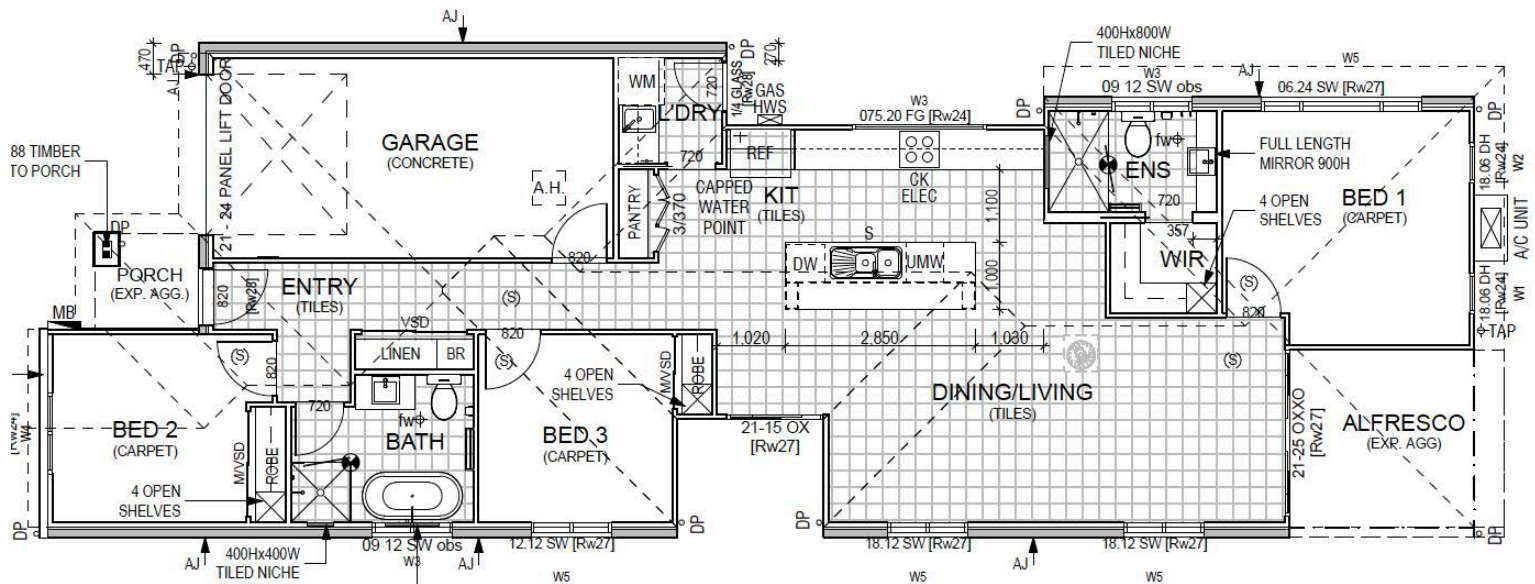 AJ
470
DP
TAP
AJ
21 - 24 PANEL LIFT DOOR
GARAGE
(CONCRETE)
A.H.
WM
720
L'DRY
720
1/4 GLASS
[Rw28]
DP
270
GAS
HWS
W3
075.20 FG [Rw24]
REF
CAPPED
WATER
POINT
PANTRY
3/370
KIT
(TILES)
CK
ELEC
1,100
1,000
S
DW
UMW
1,020
2,850
1,030
400Hx800W
TILED NICHE
DP
W3
09 12 SW obs
AJ
W5
06.24 SW [Rw27]
DP
fw
ENS
720
FULL LENGTH
MIRROR 900H
4 OPEN
SHELVES
357
WIR
BED 1
(CARPET)
(S)
820
18.06 DH
[Rw24]
W2
A/C UNIT
18.06 DH
[Rw24]
W1
TAP
88 TIMBER
TO PORCH
DP
PORCH
(EXP. AGG.)
MB
820
[Rw28]
ENTRY
(TILES)
820
(S)
VSD
LINEN
BR
820
(S)
(S)
820
720
BED 2
(CARPET)
M/VSD
ROBE
4 OPEN
SHELVES
fw
BATH
BED 3
(CARPET)
4 OPEN
SHELVES
M/VSD
ROBE
21-15 OX
[Rw27]
DINING/LIVING
(TILES)
(S)
21-25 OXXO
[Rw27]
ALFRESCO
(EXP. AGG)
W4
[Rw24]
DP
AJ
400Hx400W
TILED NICHE
09 12 SW obs
W3
AJ
12.12 SW [Rw27]
W5
DP
DP
18.12 SW [Rw27]
W5
AJ
18.12 SW [Rw27]
W5
DP